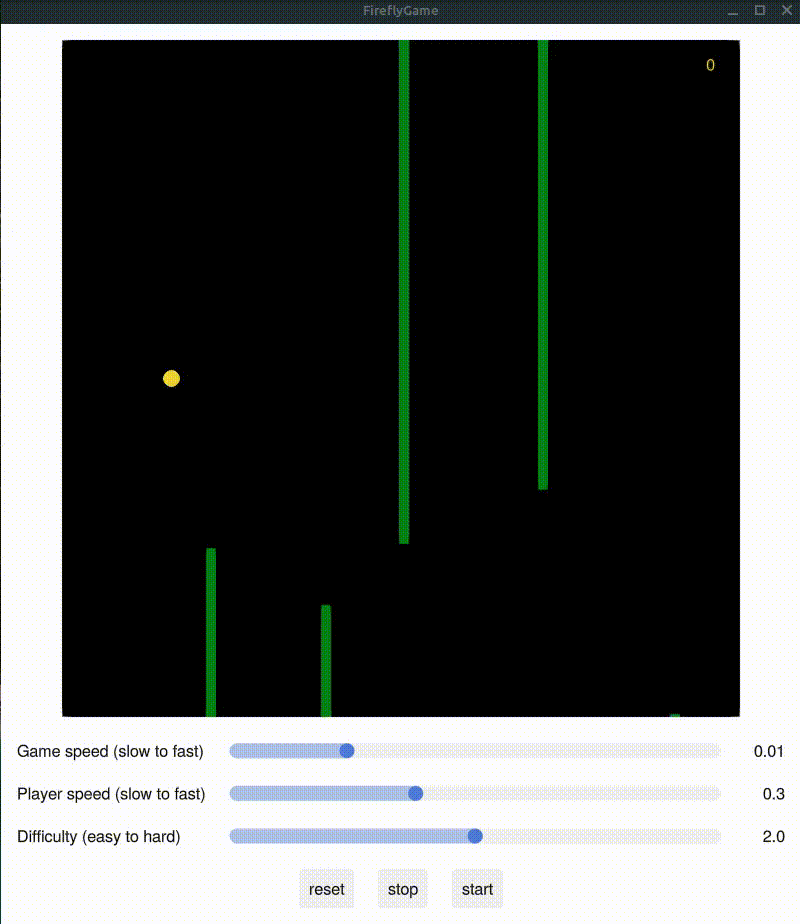 FireflyGame
0
Game speed (slow to fast) 0.01
Player speed (slow to fast) 0.3
Difficulty (easy to hard) 2.0
reset stop start